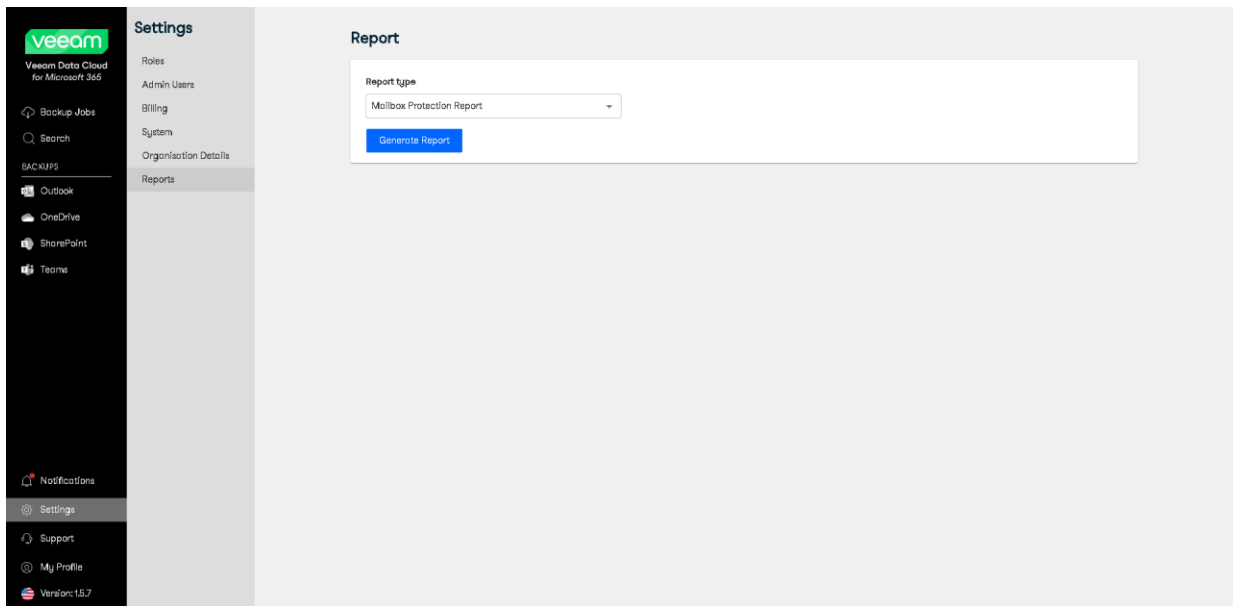 veeam
Veeam Data Cloud
for Microsoft 365
Backup Jobs
Search
BACKUPS
Outlook
OneDrive
SharePoint
Teams
Notifications
Settings
Support
My Profile
Version: 1.5.7
Settings
Roles
Admin Users
Billing
System
Organisation Details
Reports
Report
Report type
Mailbox Protection Report
Generate Report